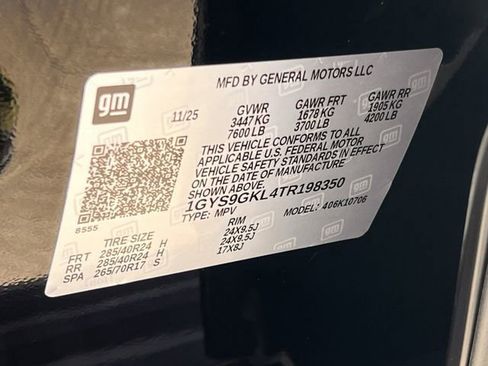 gm
MFD BY GENERAL MOTORS LLC
11/25 GVWR GAWR FRT GAWR RR
3447 KG 1678 KG 1905 KG
7600 LB 3700 LB 4200 LB
THIS VEHICLE CONFORMS TO ALL
APPLICABLE U.S. FEDERAL MOTOR
VEHICLE SAFETY STANDARDS IN EFFECT
ON THE DATE OF MANUFACTURE
SHOWN ABOVE.
1GYS9GKL4TR198350
8555 TYPE: MPV MODEL: 406K10706
TIRE SIZE RIM
FRT 285/40R24 H 24X9.5J
RR 285/40R24 H 24X9.5J
SPA 265/70R17 S 17X8J